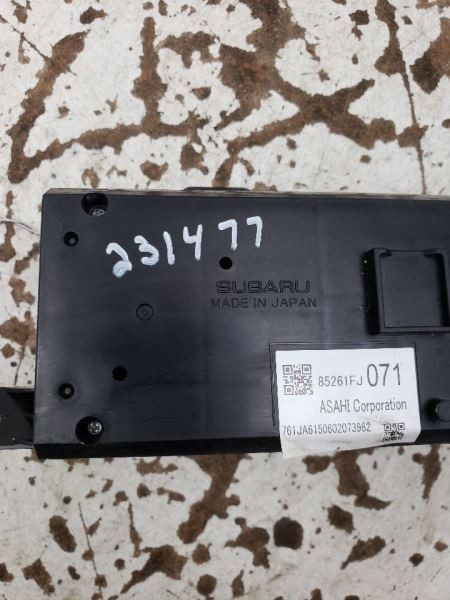 231477
SUBARU
MADE IN JAPAN
85261FJ 071
ASAHI Corporation
761JA6150602073982